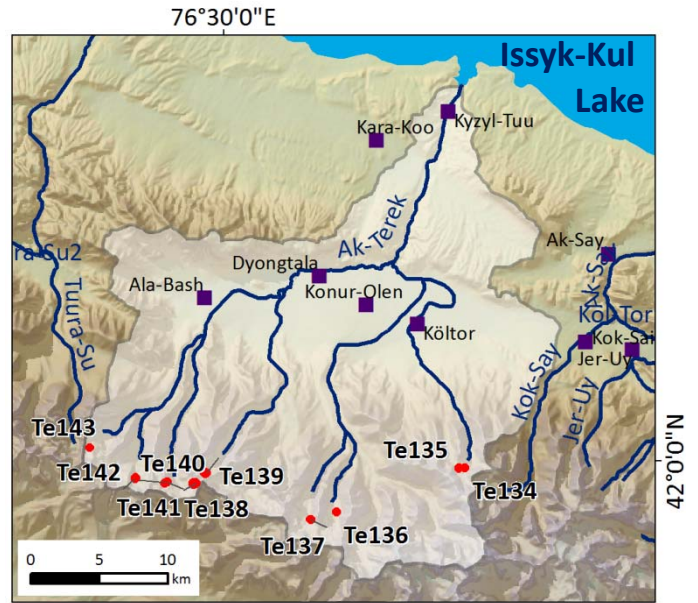 76°30'0"E
Issyk-Kul
Lake
Kara-Koo
Kyzyl-Tuu
Ak-Terek
Ak-Say
ra-Su2
Dyongtala
Ak-Say
Ala-Bash
Konur-Olen
Kol-Tor
Tuura-Su
Költor
Kok-Sai
Jer-Uy
Kok-Say
Jer-Uy
Te143
Te142
Te140
Te139
Te135
Te134
42°0'0"N
Te141
Te138
Te137
Te136
0 5 10
km